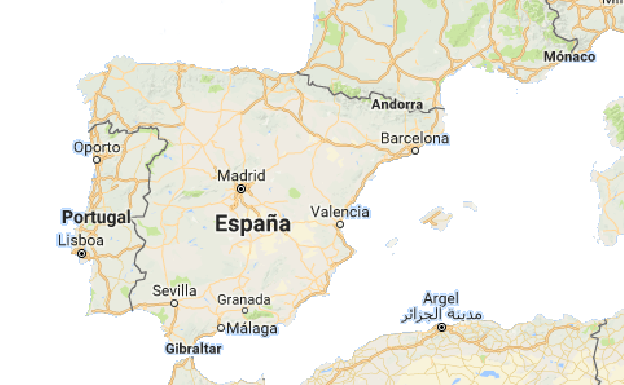 Mónaco
Andorra
Barcelona
Oporto
Madrid
Portugal
España
Valencia
Lisboa
Sevilla
Granada
Argel
مدينة الجزائر
Málaga
Gibraltar